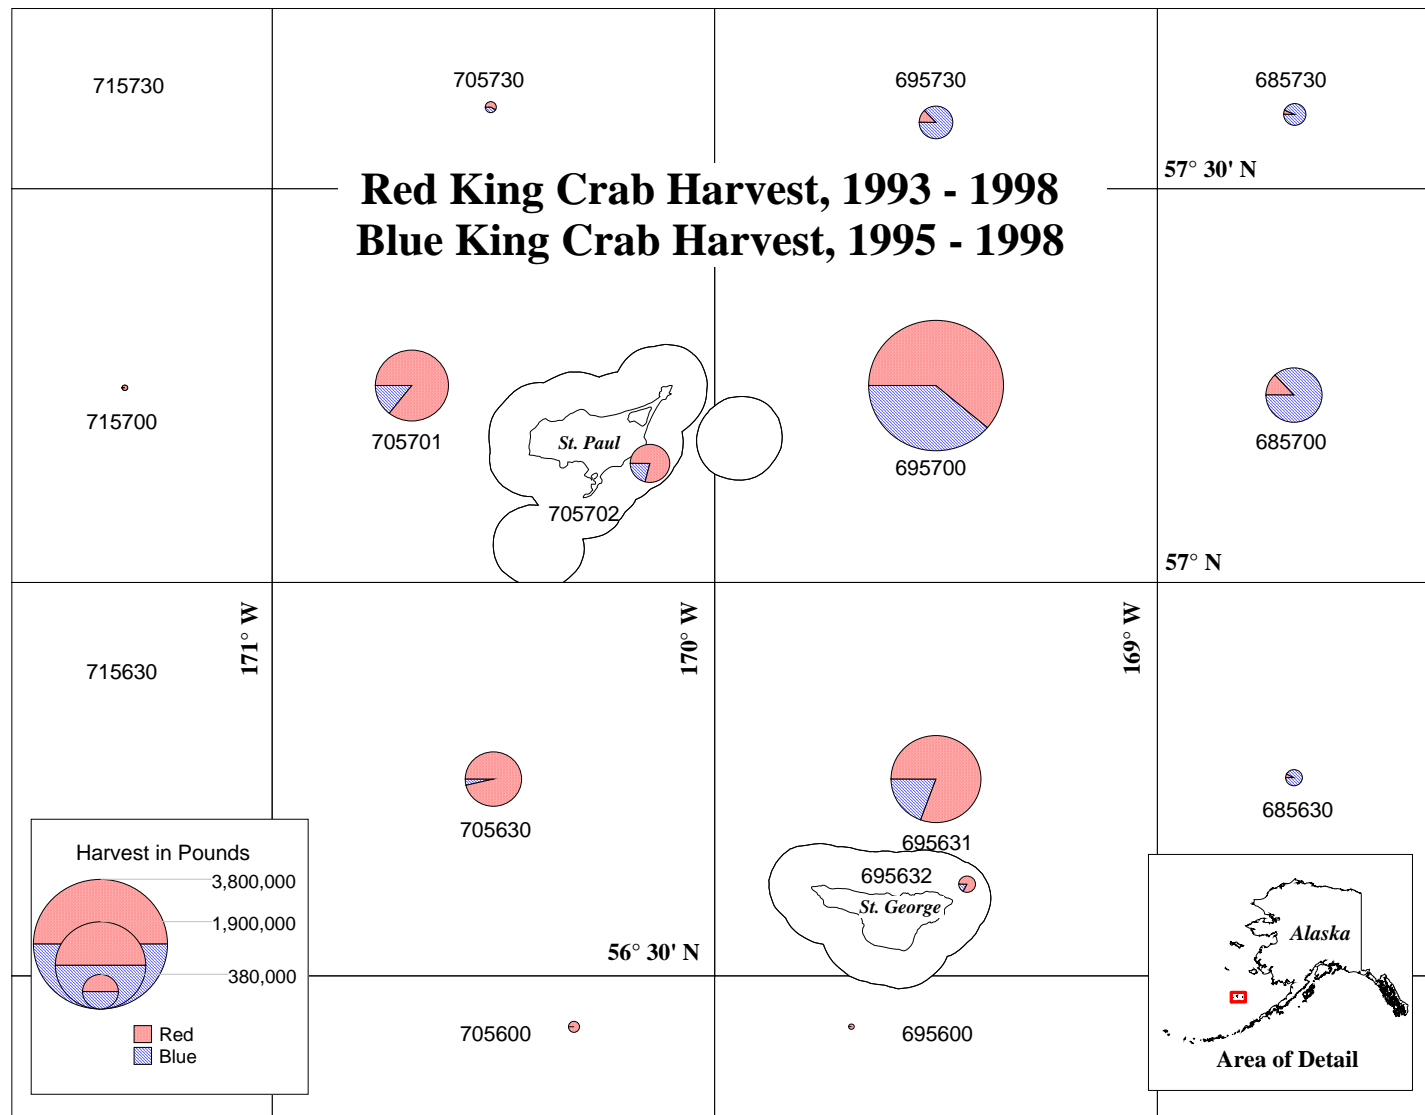 715730
705730
695730
685730
57° 30' N
Red King Crab Harvest, 1993 - 1998
Blue King Crab Harvest, 1995 - 1998
715700
705701
St. Paul
705702
695700
685700
57° N
171° W
170° W
169° W
715630
705630
695631
685630
695632
St. George
56° 30' N
705600
695600
Harvest in Pounds
3,800,000
1,900,000
380,000
Red
Blue
Alaska
Area of Detail